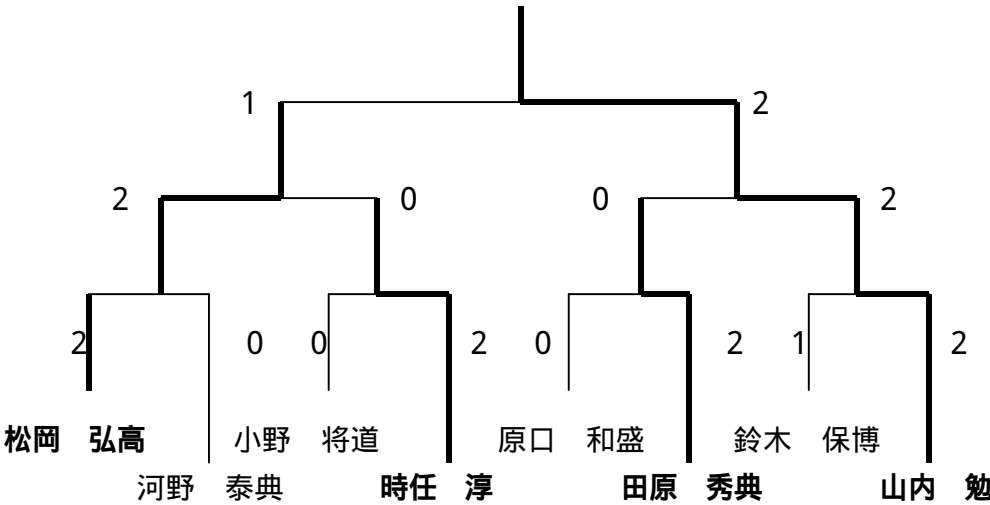 1 2
2 0 0 2
2 0 0 2 0 2 1 2
松岡　弘高 小野　将道 原口　和盛 鈴木　保博
河野　泰典 時任　淳 田原　秀典 山内　勉